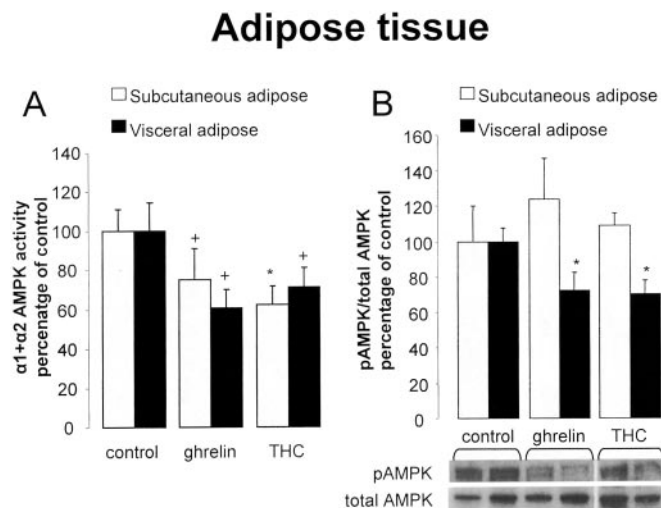 Adipose tissue
A
Subcutaneous adipose
Visceral adipose
α1+α2 AMPK activity
percenatge of control
140
120
100
80
60
40
20
0
+
+
*
+
control ghrelin THC
B
Subcutaneous adipose
Visceral adipose
pAMPK/total AMPK
percentage of control
160
140
120
100
80
60
40
20
0
*
*
control ghrelin THC
pAMPK
total AMPK